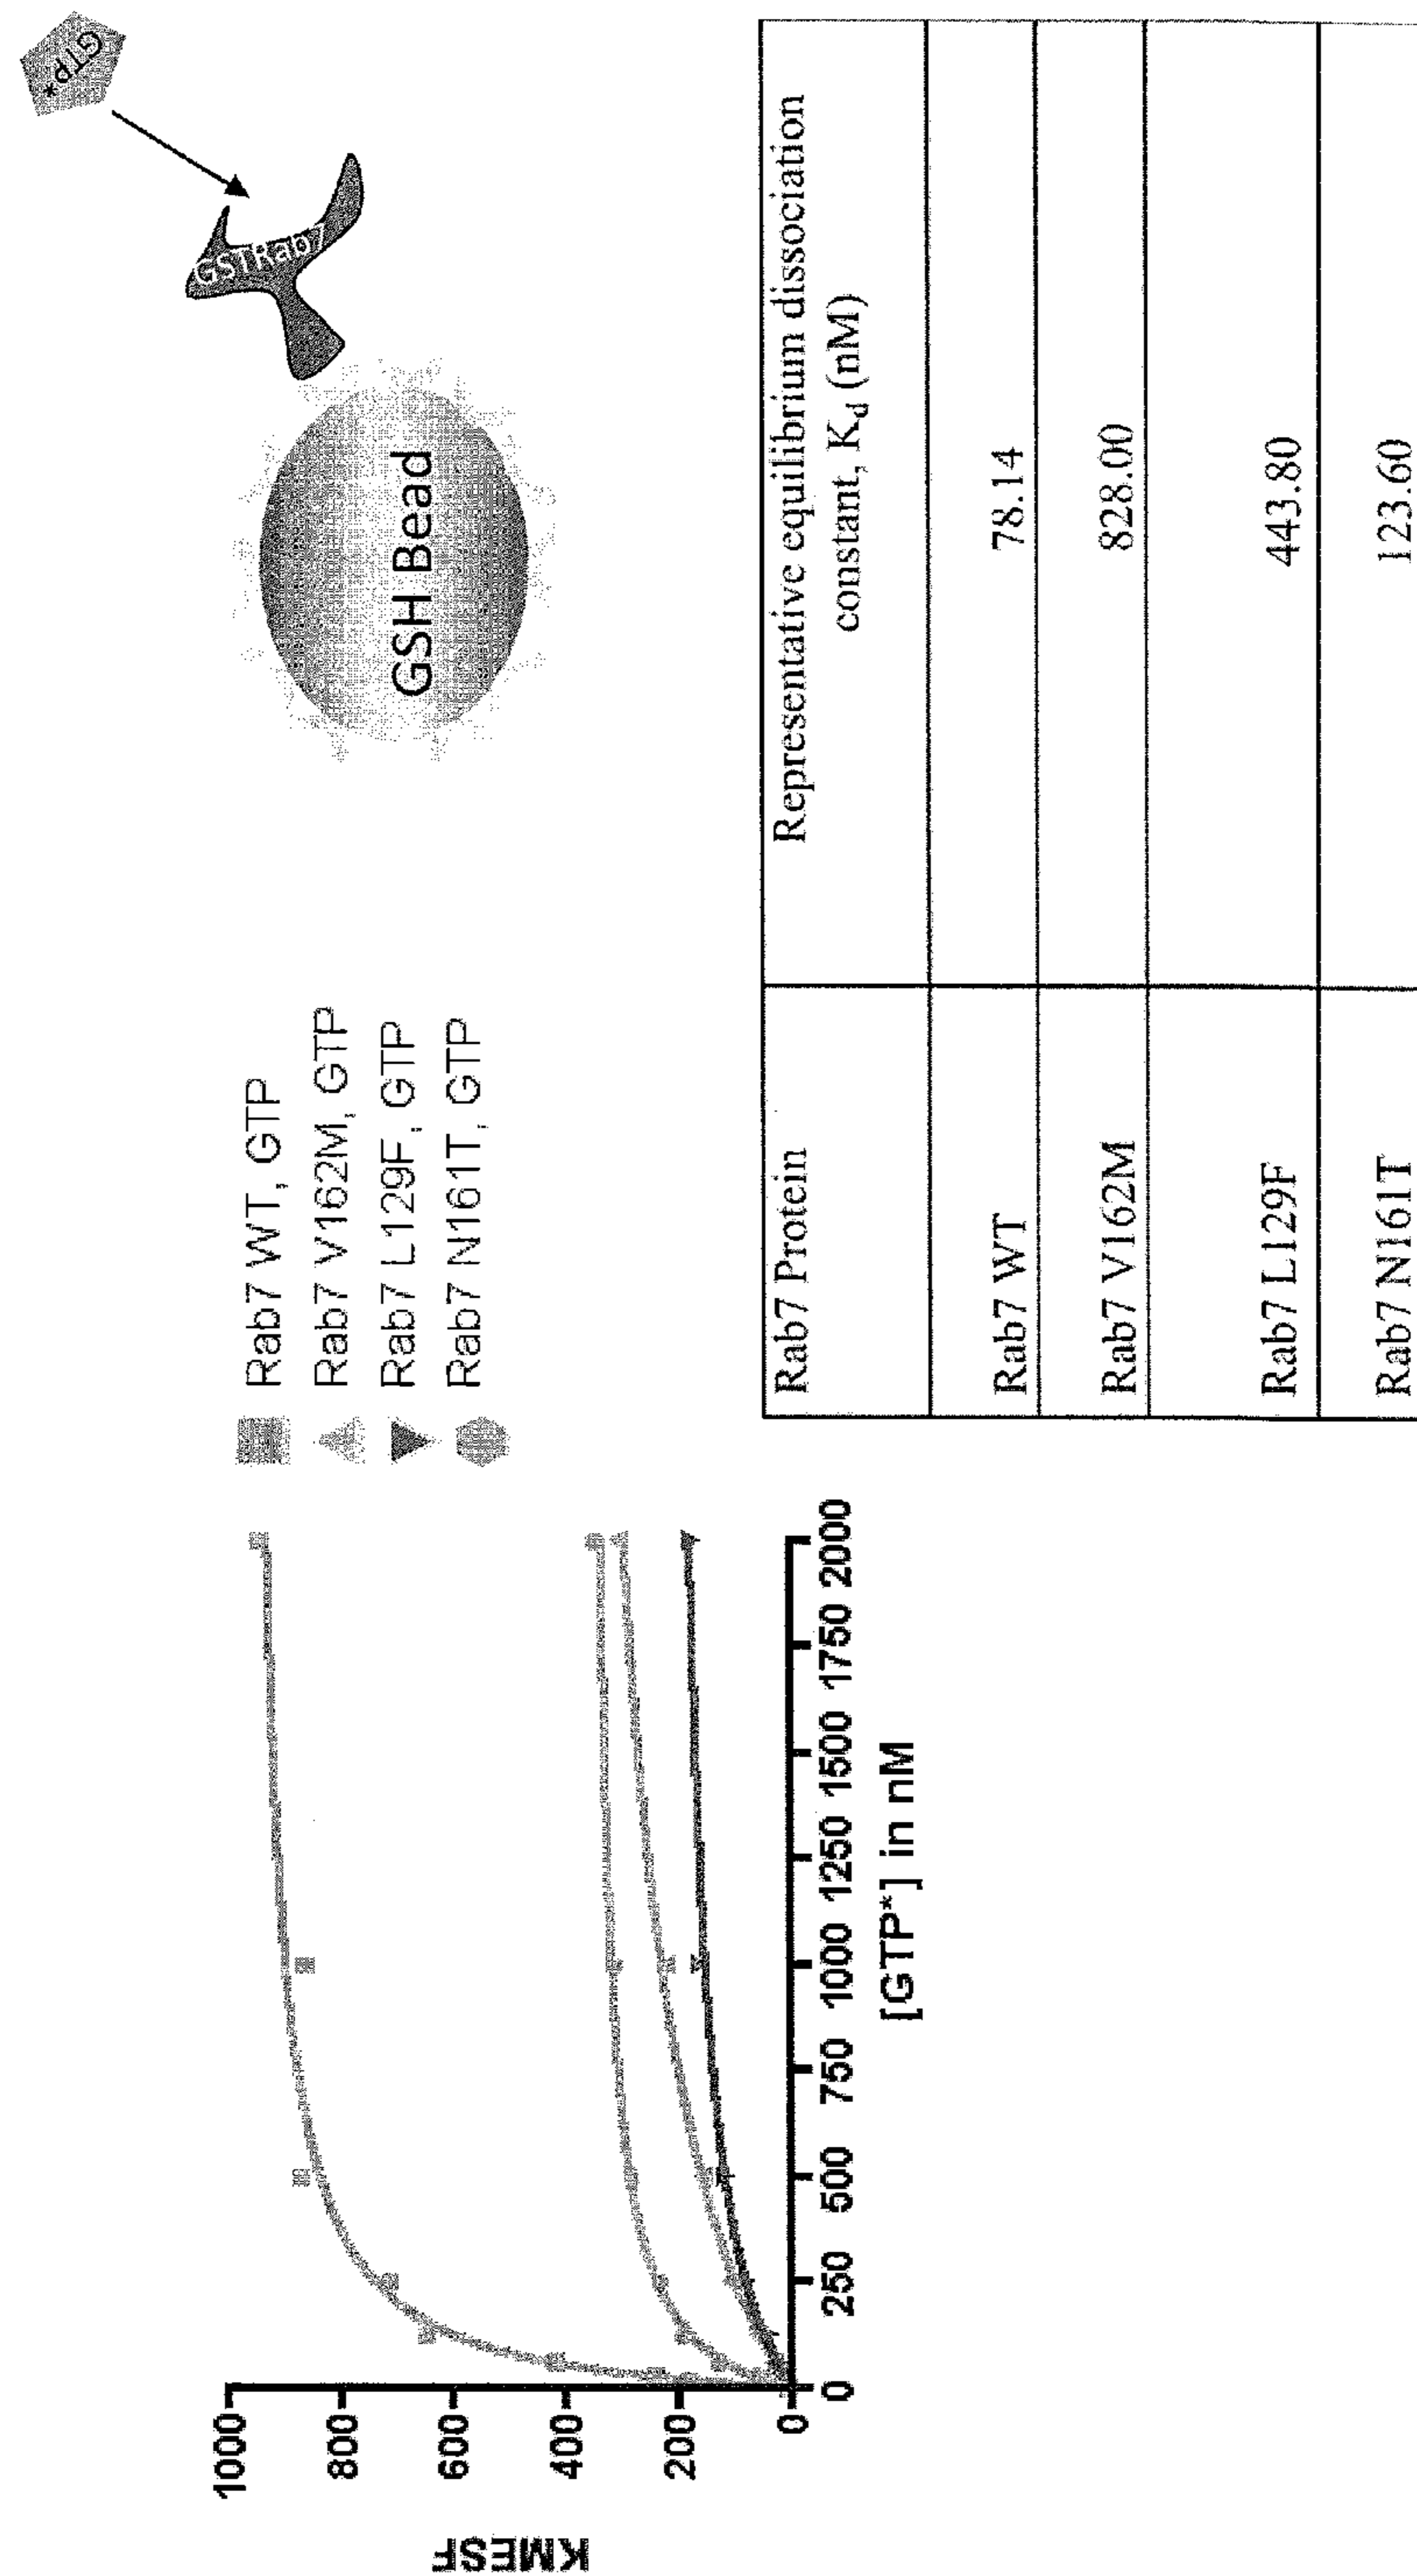 KMESF
1000
800
600
400
200
0
0 250 500 750 1000 1250 1500 1750 2000
[GTP*] in nM
Rab7 WT, GTP
Rab7 V162M, GTP
Rab7 L129F, GTP
Rab7 N161T, GTP
GSH Bead
GSTRab7
GTP*
Rab7 Protein
Representative equilibrium dissociation
constant, Kd (nM)
Rab7 WT 78.14
Rab7 V162M 828.00
Rab7 L129F 443.80
Rab7 N161T 123.60